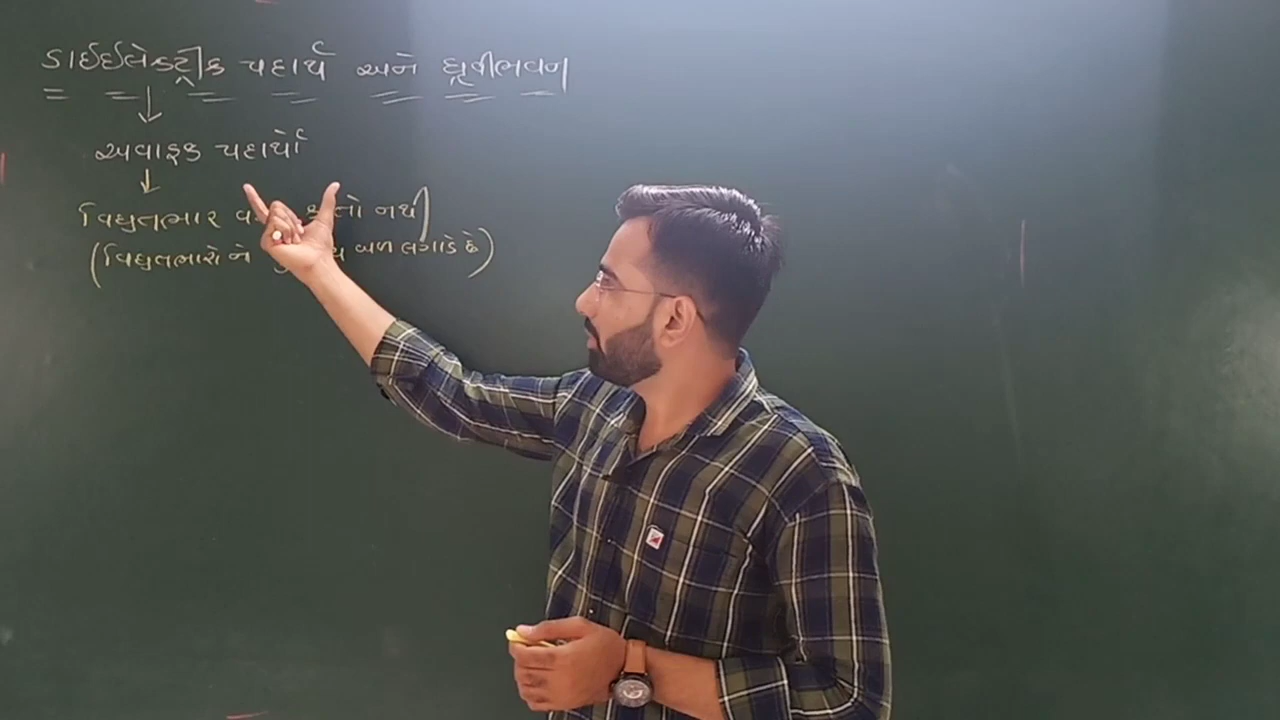 ડાઈઈલેક્ટ્રીક પદાર્થ અને ધ્રૂવીભવન
અવાહક પદાર્થો
વિદ્યુતભાર નથી
(વિદ્યુતભારોને બળ લગાડે છે)